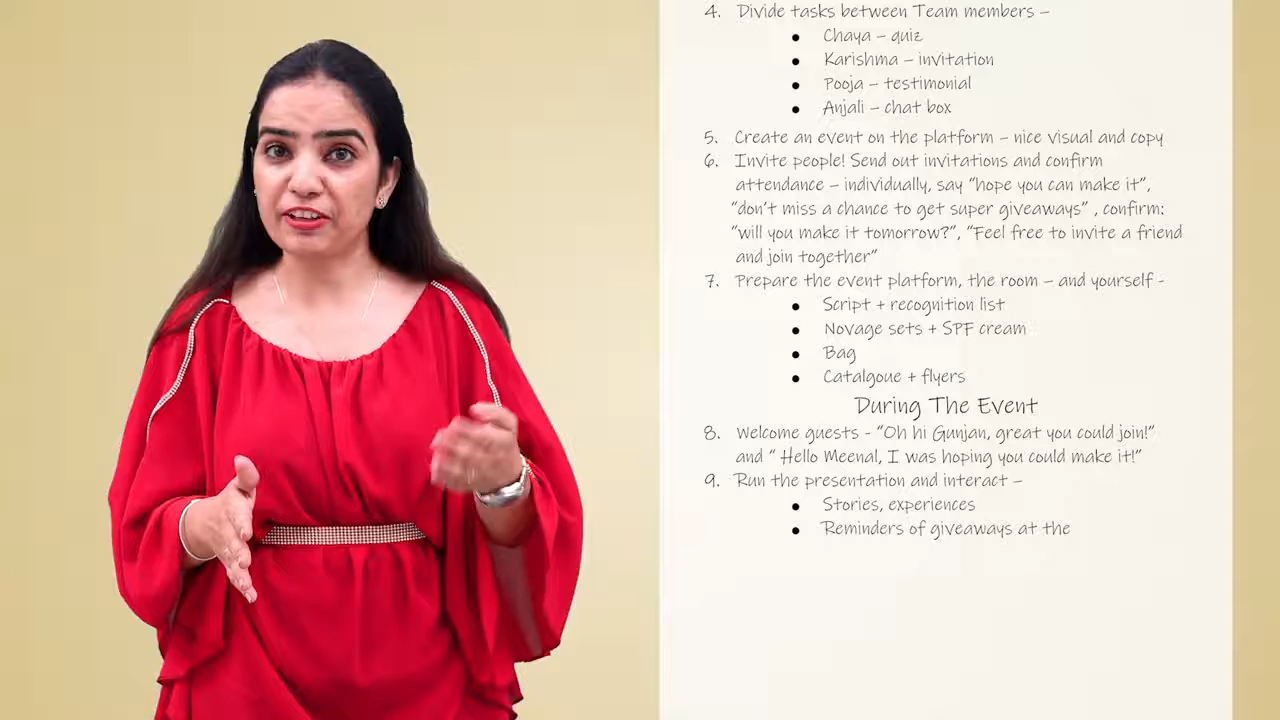 4. Divide tasks between Team members –
● Chaya – quiz
● Karishma – invitation
● Pooja – testimonial
● Anjali – chat box
5. Create an event on the platform – nice visual and copy
6. Invite people! Send out invitations and confirm
attendance – individually, say “hope you can make it”,
“don’t miss a chance to get super giveaways” , confirm:
“will you make it tomorrow?”, “Feel free to invite a friend
and join together”
7. Prepare the event platform, the room – and yourself -
● Script + recognition list
● Novage sets + SPF cream
● Bag
● Catalgoue + flyers
During The Event
8. Welcome guests - “Oh hi Gunjan, great you could join!”
and “ Hello Meenal, I was hoping you could make it!”
9. Run the presentation and interact –
● Stories, experiences
● Reminders of giveaways at the